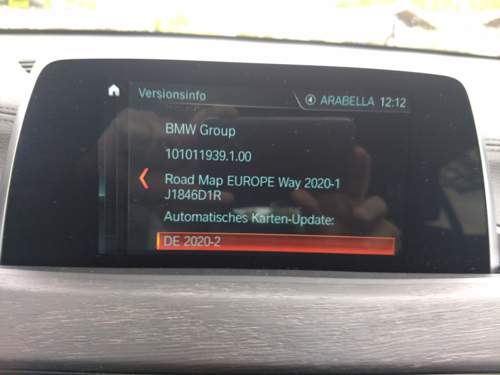 Versionsinfo
ARABELLA 12:12
BMW Group
101011939.1.00
Road Map EUROPE Way 2020-1
J1846D1R
Automatisches Karten-Update:
DE 2020-2